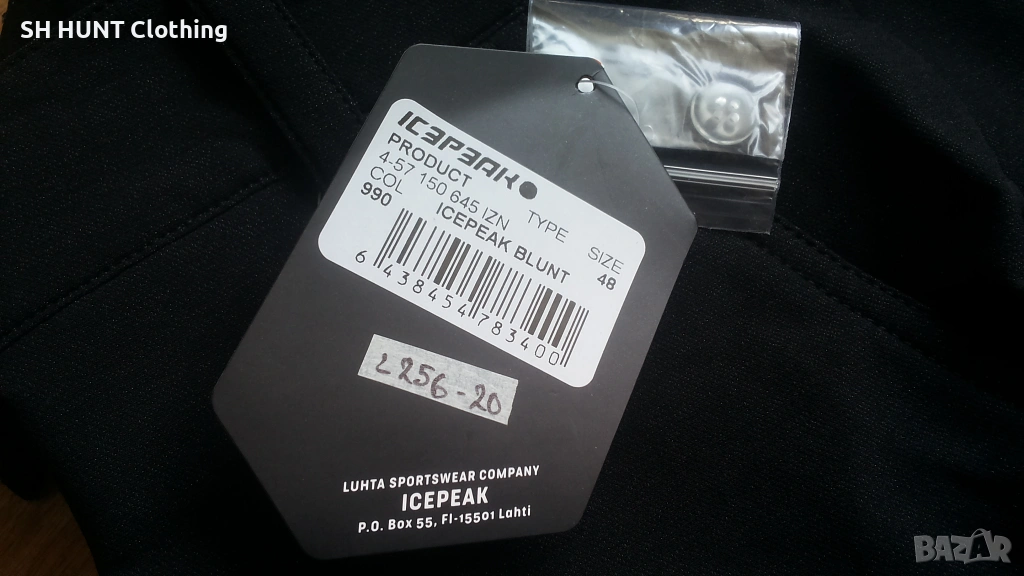 SH HUNT Clothing
ICEPEAK
PRODUCT TYPE SIZE
4-57 150 645 IZN ICEPEAK BLUNT 48
COL
990
6 438454 783400
L256-20
LUHTA SPORTSWEAR COMPANY
ICEPEAK
P.O. Box 55, FI-15501 Lahti
BAZAR